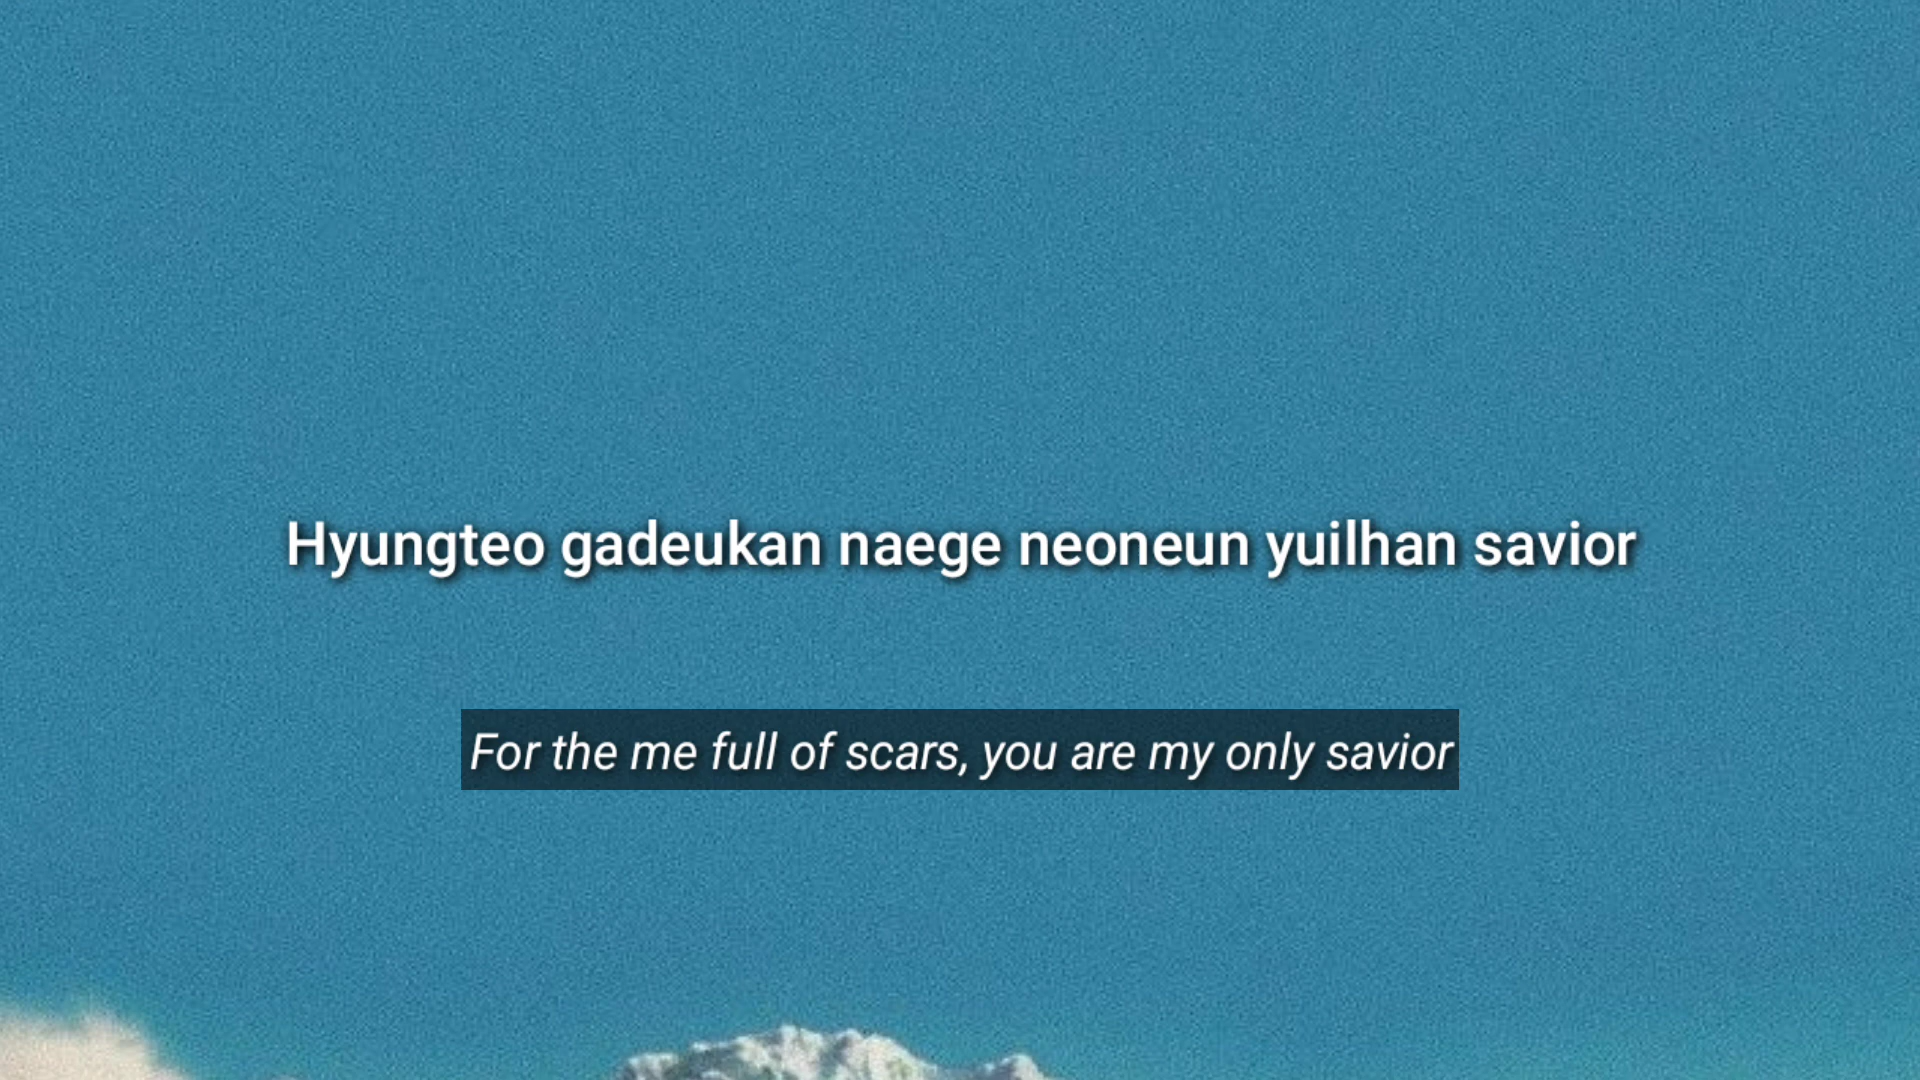 Hyungteo gadeukan naege neoneun yuilhan savior
For the me full of scars, you are my only savior